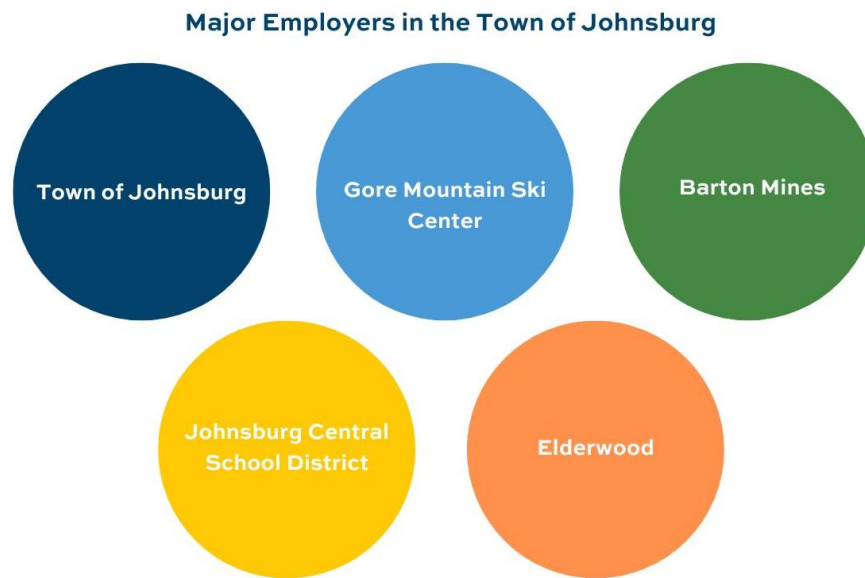 Major Employers in the Town of Johnsburg
Town of Johnsburg
Gore Mountain Ski
Center
Barton Mines
Johnsburg Central
School District
Elderwood